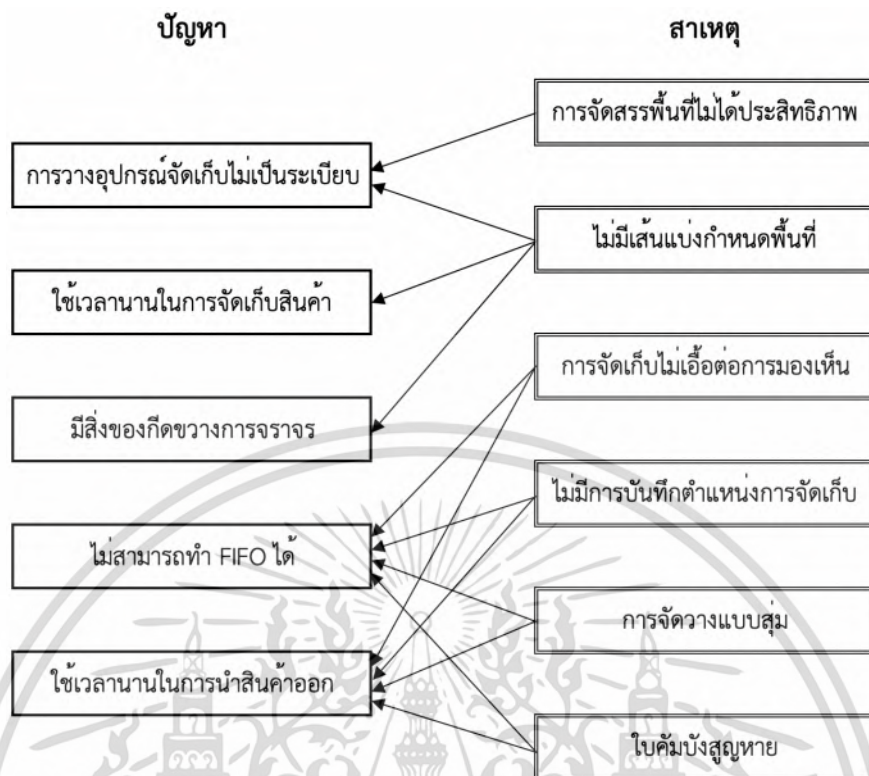 ปัญหา
สาเหตุ
การจัดสรรพื้นที่ไม่ได้ประสิทธิภาพ
การวางอุปกรณ์จัดเก็บไม่เป็นระเบียบ
ไม่มีเส้นแบ่งกำหนดพื้นที่
ใช้เวลานานในการจัดเก็บสินค้า
การจัดเก็บไม่เอื้อต่อการมองเห็น
มีสิ่งของกีดขวางการจราจร
ไม่มีการบันทึกตำแหน่งการจัดเก็บ
ไม่สามารถทำ FIFO ได้
การจัดวางแบบสุ่ม
ใช้เวลานานในการนำสินค้าออก
ใบคัมบังสูญหาย